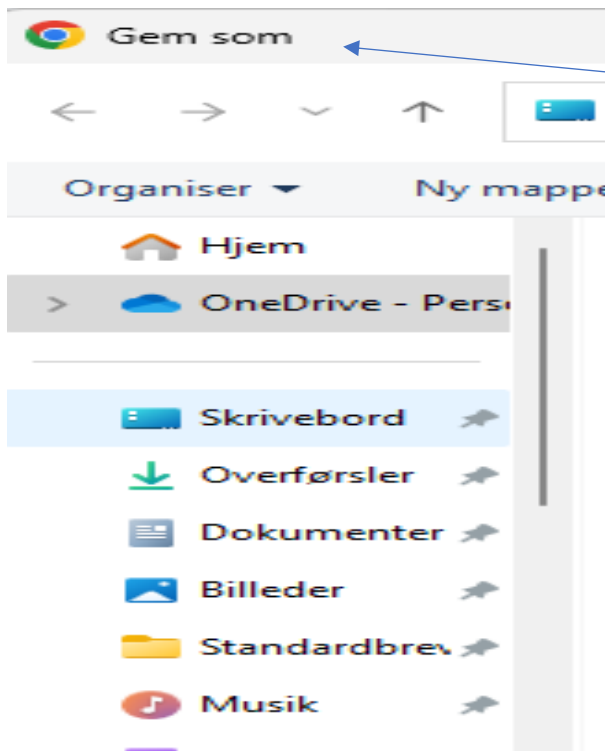 Gem som
Organiser Ny mappe
Hjem
OneDrive - Pers
Skrivebord
Overførsler
Dokumenter
Billeder
Standardbrev
Musik